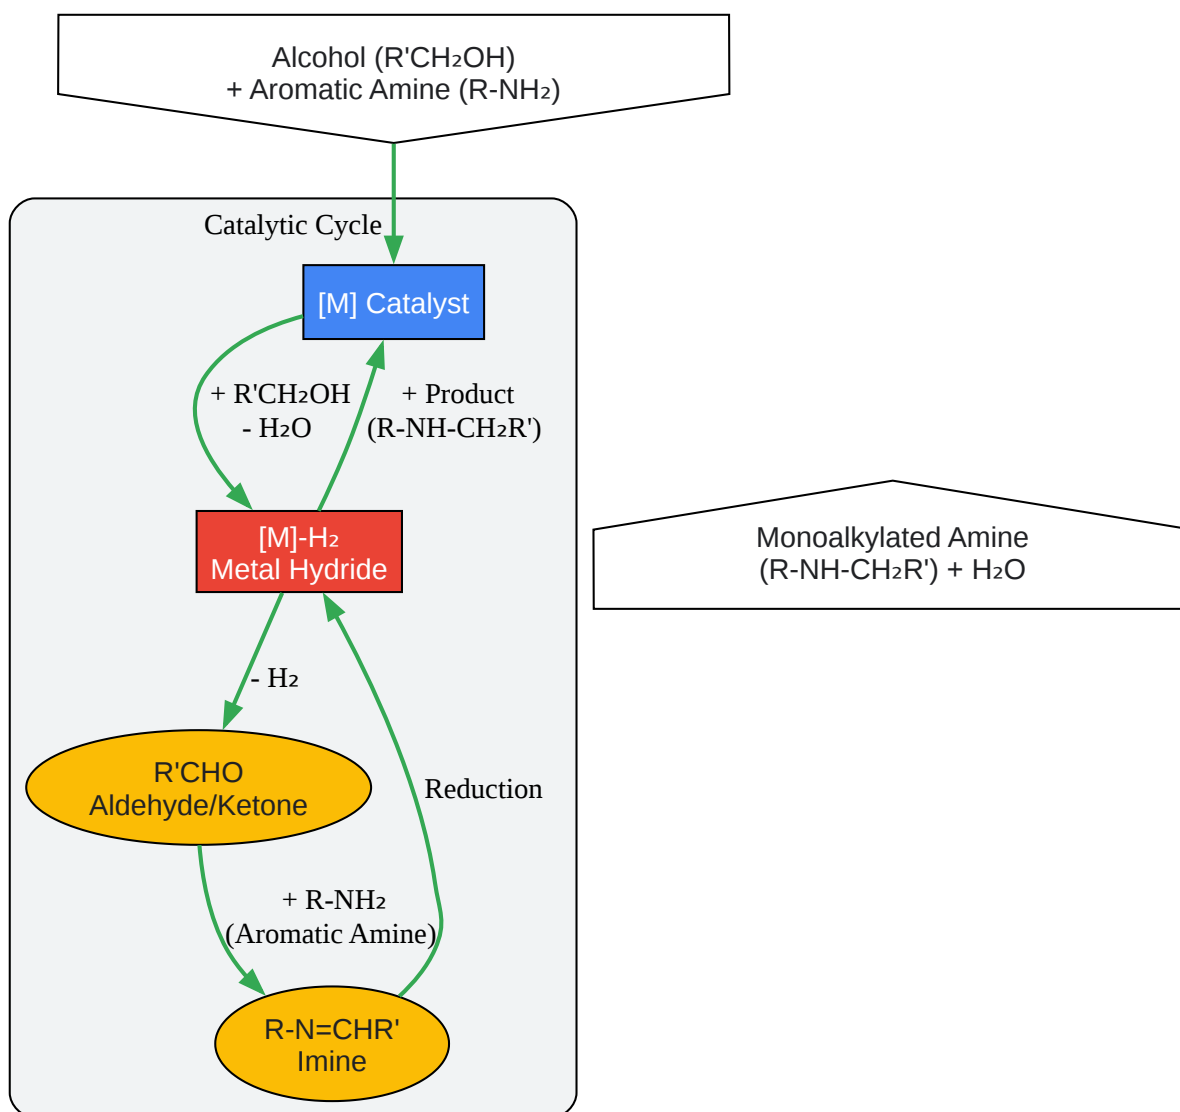 Alcohol (R'CH₂OH)
+ Aromatic Amine (R-NH₂)
Catalytic Cycle
[M] Catalyst
+ R'CH₂OH
- H₂O
+ Product
(R-NH-CH₂R')
[M]-H₂
Metal Hydride
Monoalkylated Amine
(R-NH-CH₂R') + H₂O
- H₂
R'CHO
Aldehyde/Ketone
Reduction
+ R-NH₂
(Aromatic Amine)
R-N=CHR'
Imine